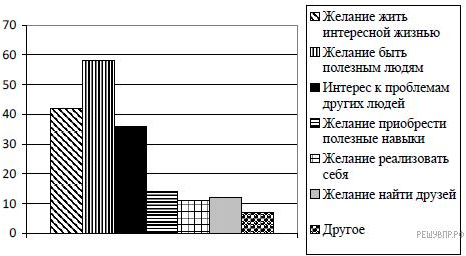 70
60
50
40
30
20
10
0
Желание жить
интересной жизнью
Желание быть
полезным людям
Интерес к проблемам
других людей
Желание приобрести
полезные навыки
Желание реализовать
себя
Желание найти друзей
Другое
РЕШУВПР.РФ